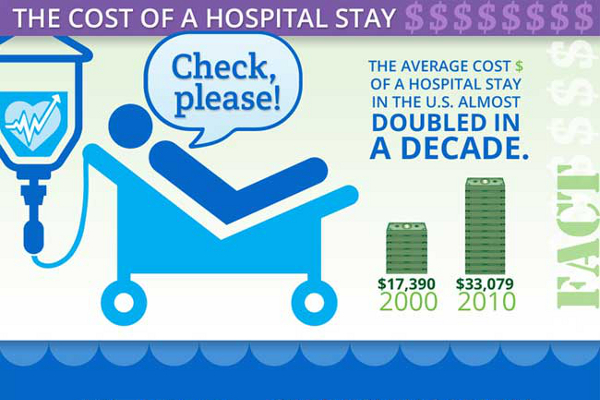 THE COST OF A HOSPITAL STAY $$$$$$$$
Check,
please!
THE AVERAGE COST $
OF A HOSPITAL STAY
IN THE U.S. ALMOST
DOUBLED IN
A DECADE.
$17,390
2000
$33,079
2010
$ $ $ $
FACT